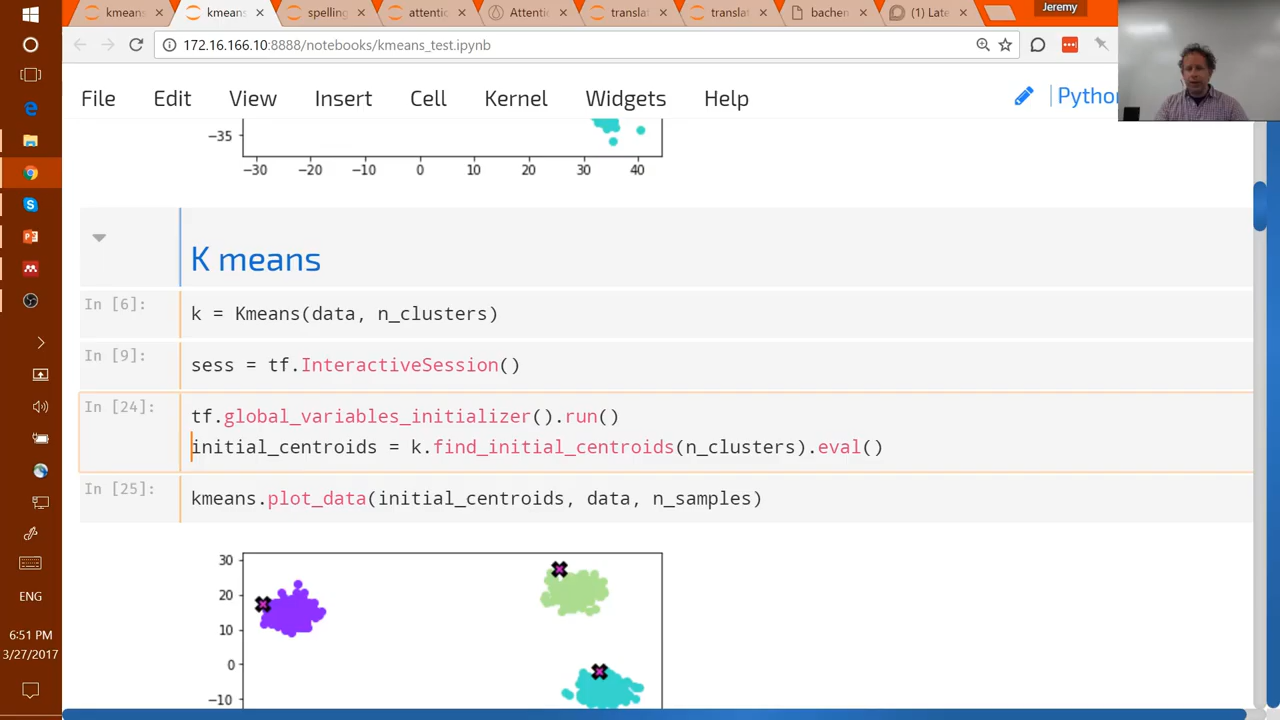 kmeans
kmeans
spelling
attentic
Attentic
translat
translat
bachen
(1) Late
Jeremy
172.16.166.10:8888/notebooks/kmeans_test.ipynb
File Edit View Insert Cell Kernel Widgets Help
Pytho
−35
−30 −20 −10 0 10 20 30 40
K means
In [6]:
k = Kmeans(data, n_clusters)
In [9]:
sess = tf.InteractiveSession()
In [24]:
tf.global_variables_initializer().run()
initial_centroids = k.find_initial_centroids(n_clusters).eval()
In [25]:
kmeans.plot_data(initial_centroids, data, n_samples)
30
20
10
0
−10
ENG
6:51 PM
3/27/2017